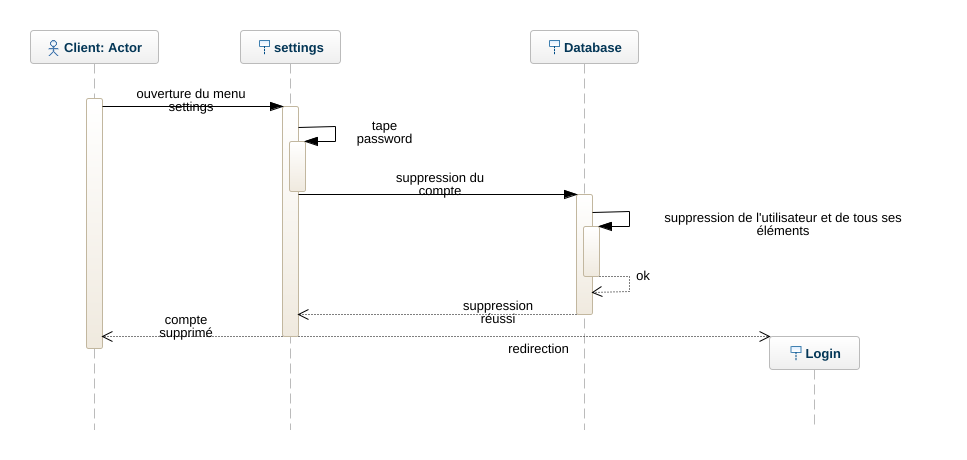 Client: Actor
settings
Database
ouverture du menu
settings
tape
password
suppression du
compte
suppression de l'utilisateur et de tous ses
éléments
ok
suppression
réussi
compte
supprimé
redirection
Login